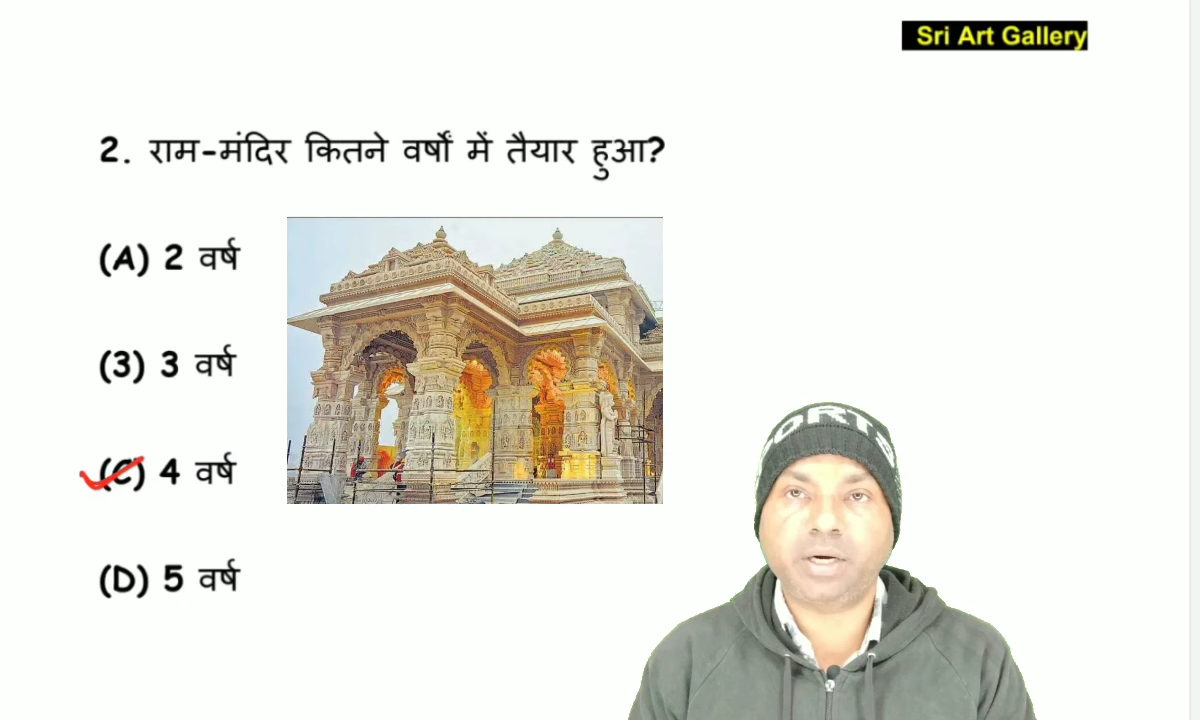 Sri Art Gallery
2. राम-मंदिर कितने वर्षों में तैयार हुआ?
(A) 2 वर्ष
(3) 3 वर्ष
(C) 4 वर्ष
(D) 5 वर्ष